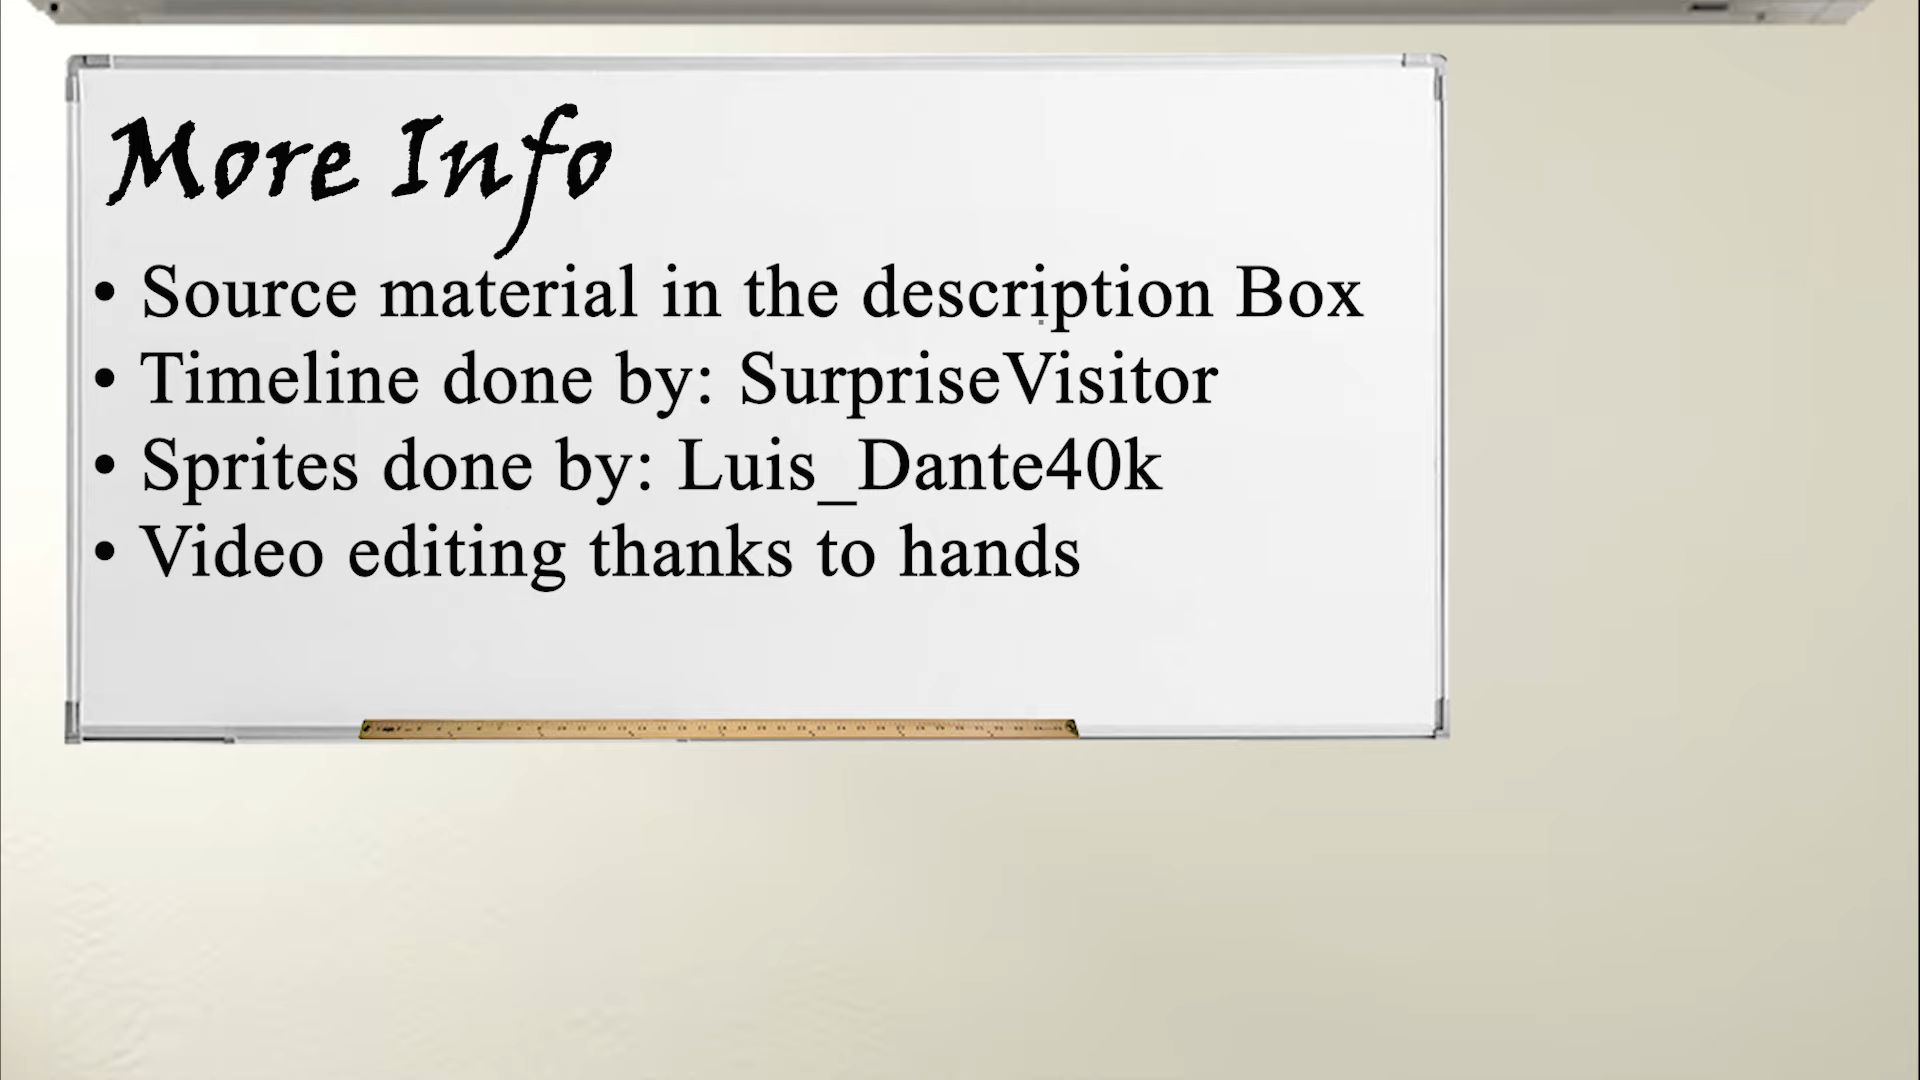 More Info
• Source material in the description Box
• Timeline done by: SurpriseVisitor
• Sprites done by: Luis_Dante40k
• Video editing thanks to hands